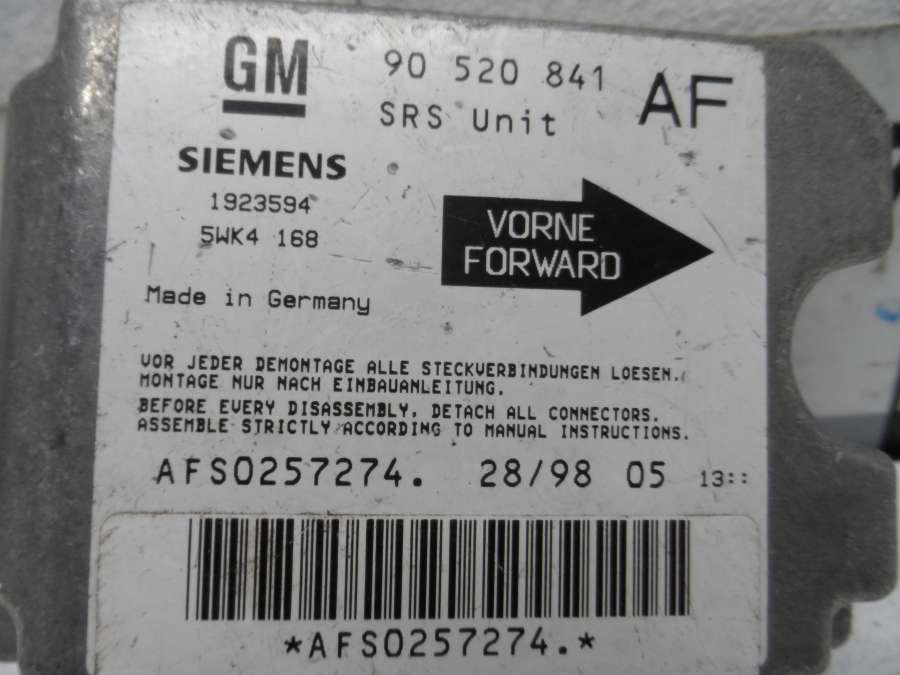 GM 90 520 841 AF
SRS Unit
SIEMENS
1923594
5WK4 168
VORNE
FORWARD
Made in Germany
VOR JEDER DEMONTAGE ALLE STECKVERBINDUNGEN LOESEN.
MONTAGE NUR NACH EINBAUANLEITUNG.
BEFORE EVERY DISASSEMBLY, DETACH ALL CONNECTORS.
ASSEMBLE STRICTLY ACCORDING TO MANUAL INSTRUCTIONS.
AFS0257274. 28/98 05 13::
*AFS0257274.*